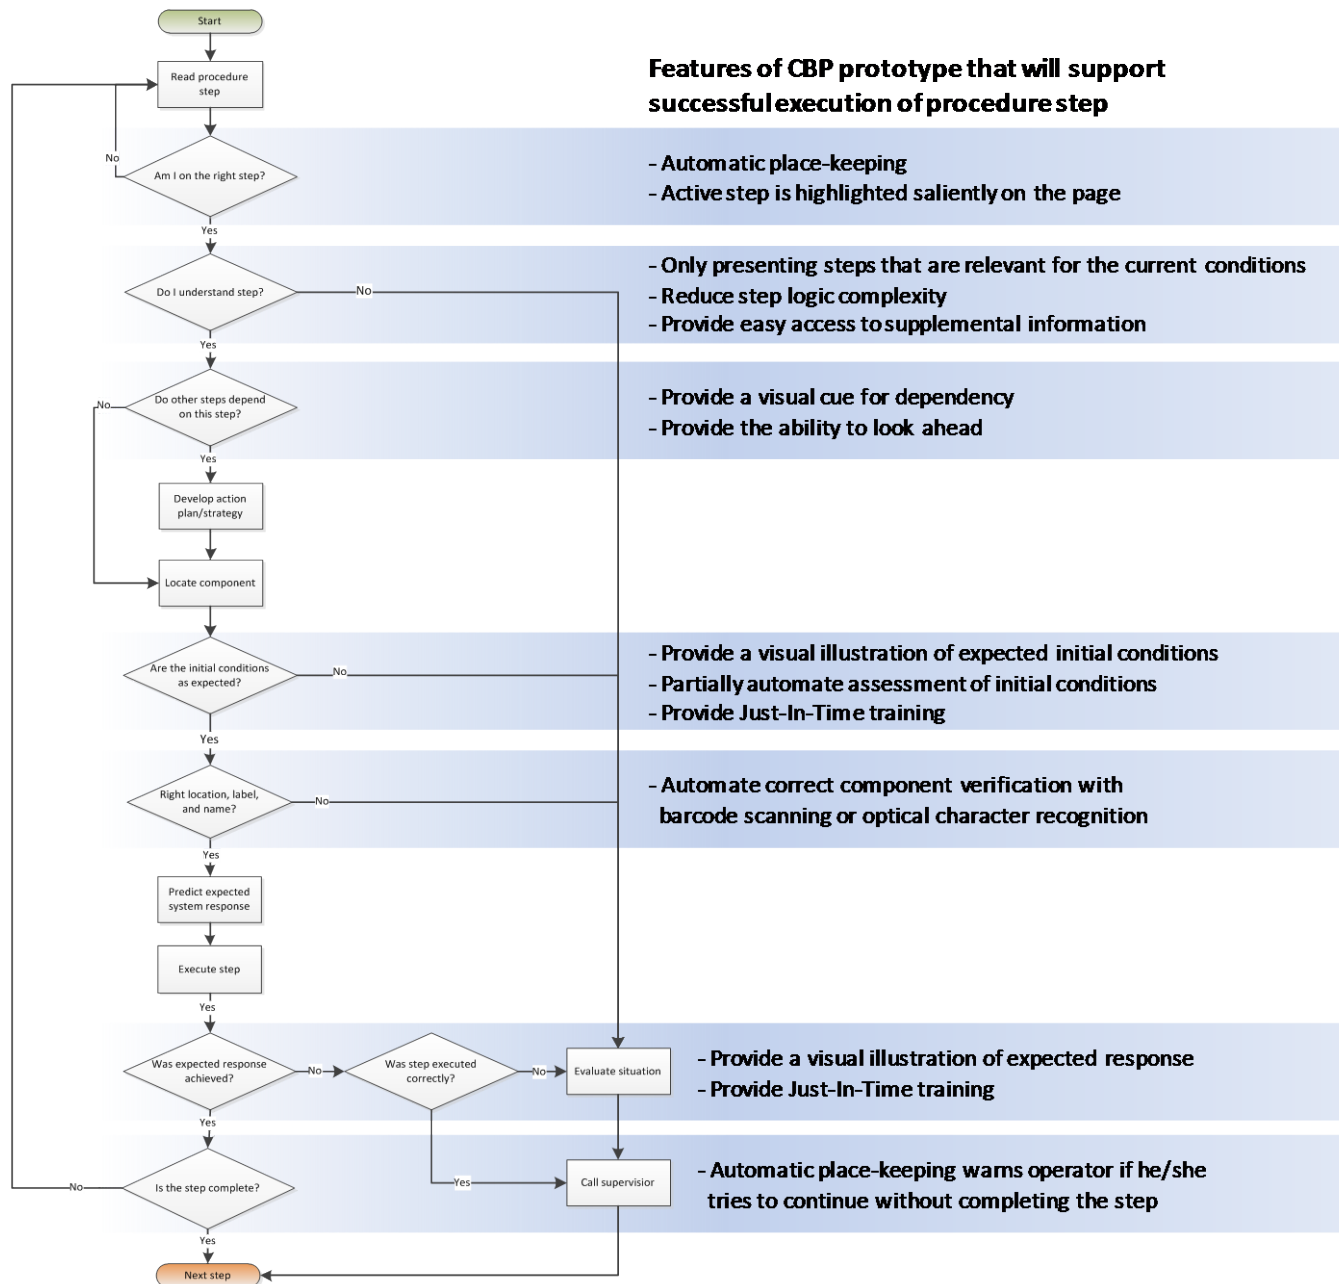 Start
Features of CBP prototype that will support
successful execution of procedure step
Read procedure
step
No
Am I on the right step?
- Automatic place-keeping
- Active step is highlighted saliently on the page
Yes
Do I understand step?
No
- Only presenting steps that are relevant for the current conditions
- Reduce step logic complexity
- Provide easy access to supplemental information
Yes
Do other steps depend
on this step?
No
- Provide a visual cue for dependency
- Provide the ability to look ahead
Yes
Develop action
plan/strategy
Locate component
Are the initial conditions
as expected?
No
- Provide a visual illustration of expected initial conditions
- Partially automate assessment of initial conditions
- Provide Just-In-Time training
Yes
Right location, label,
and name?
No
- Automate correct component verification with
barcode scanning or optical character recognition
Yes
Predict expected
system response
Execute step
Yes
Was expected response
achieved?
No
Was step executed
correctly?
No
Evaluate situation
- Provide a visual illustration of expected response
- Provide Just-In-Time training
Yes
Is the step complete?
No
Yes
Call supervisior
- Automatic place-keeping warns operator if he/she
tries to continue without completing the step
Yes
Next step